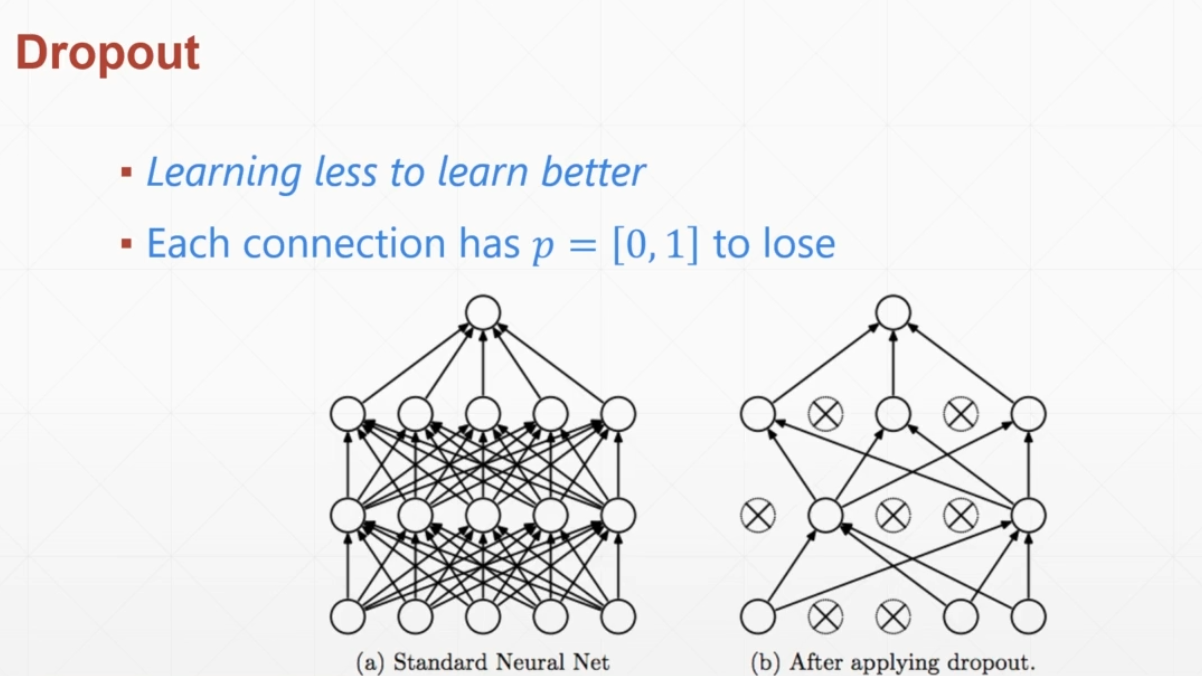 Dropout
Learning less to learn better
Each connection has p = [0, 1] to lose
(a) Standard Neural Net
(b) After applying dropout.